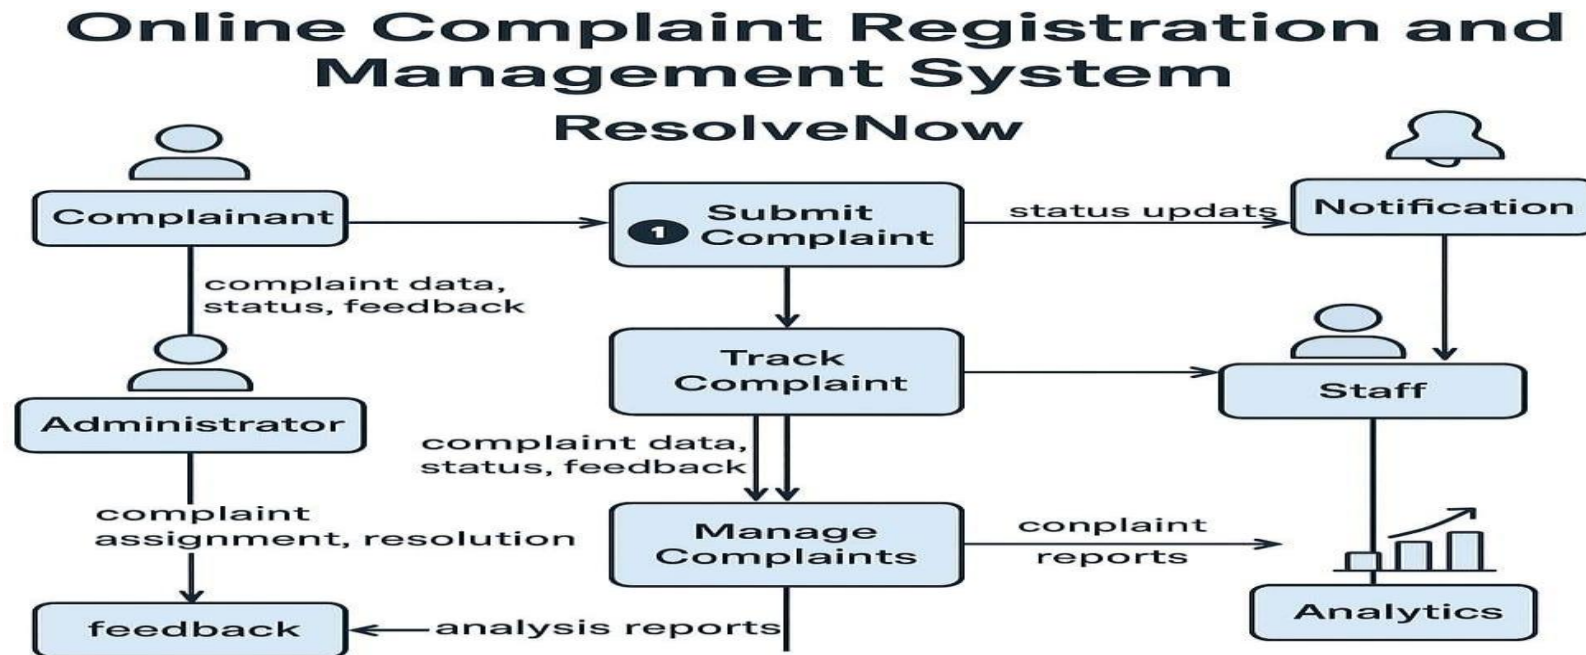 Online Complaint Registration and
Management System
ResolveNow
Complainant
1
Submit
Complaint
status updats
Notification
complaint data,
status, feedback
Track
Complaint
Staff
Administrator
complaint data,
status, feedback
complaint
assignment, resolution
Manage
Complaints
conplaint
reports
feedback
analysis reports
Analytics